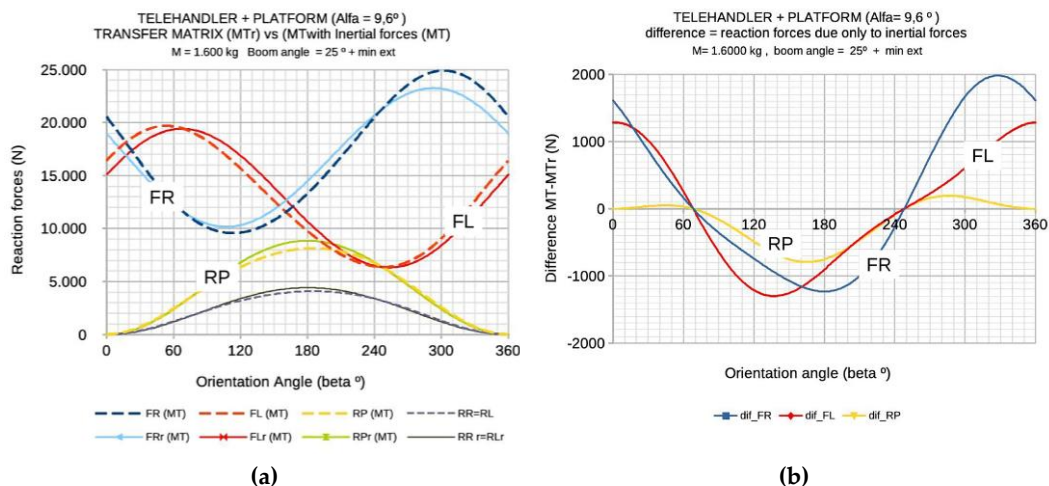 TELEHANDLER + PLATFORM (Alfa = 9,6º )
TRANSFER MATRIX (MTr) vs (MTwith Inertial forces (MT)
M = 1.600 kg Boom angle = 25 º + min ext
25.000
20.000
15.000
10.000
5.000
0
Reaction forces (N)
FR
RP
FL
0 60 120 180 240 300 360
Orientation Angle (beta º)
FR (MT) FL (MT) RP (MT) RR=RL
FRr (MT) FLr (MT) RPr (MT) RR r=RLr
(a)
TELEHANDLER + PLATFORM (Alfa= 9,6 º )
difference = reaction forces due only to inertial forces
M= 1.6000 kg , boom angle = 25º + min ext
2000
1000
0
-1000
-2000
Difference MT-MTr (N)
FL
RP
FR
0 60 120 180 240 300 360
Orientation angle (beta º)
dif_FR dif_FL dif_RP
(b)